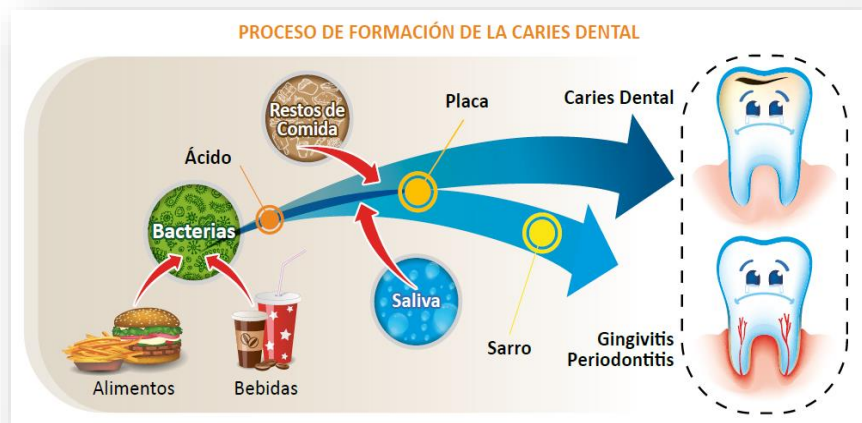 PROCESO DE FORMACIÓN DE LA CARIES DENTAL
Restos de
Comida
Placa
Caries Dental
Ácido
Bacterias
Saliva
Sarro
Gingivitis
Periodontitis
Alimentos
Bebidas